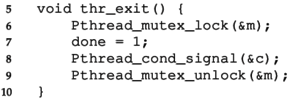 5 void thr_exit() {
6 Pthread_mutex_lock(&m);
7 done = 1;
8 Pthread_cond_signal(&c);
9 Pthread_mutex_unlock(&m);
10 }